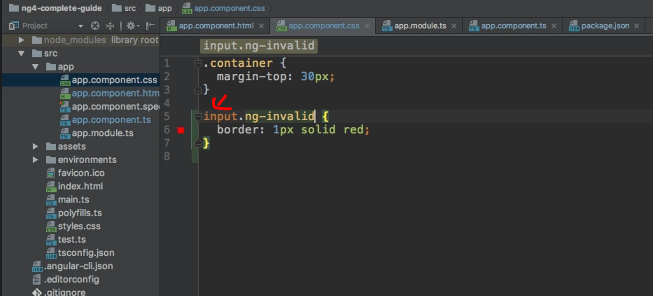 ng4-complete-guide src app app.component.css
Project
app.component.html app.component.css app.module.ts app.component.ts package.json
node_modules library root
src
app
app.component.css
app.component.htm
app.component.spe
app.component.ts
app.module.ts
assets
environments
favicon.ico
index.html
main.ts
polyfills.ts
styles.css
test.ts
tsconfig.json
.angular-cli.json
.editorconfig
.gitignore
input.ng-invalid
1 .container {
2 margin-top: 30px;
3 }
4
5 input.ng-invalid {
6 border: 1px solid red;
7 }
8